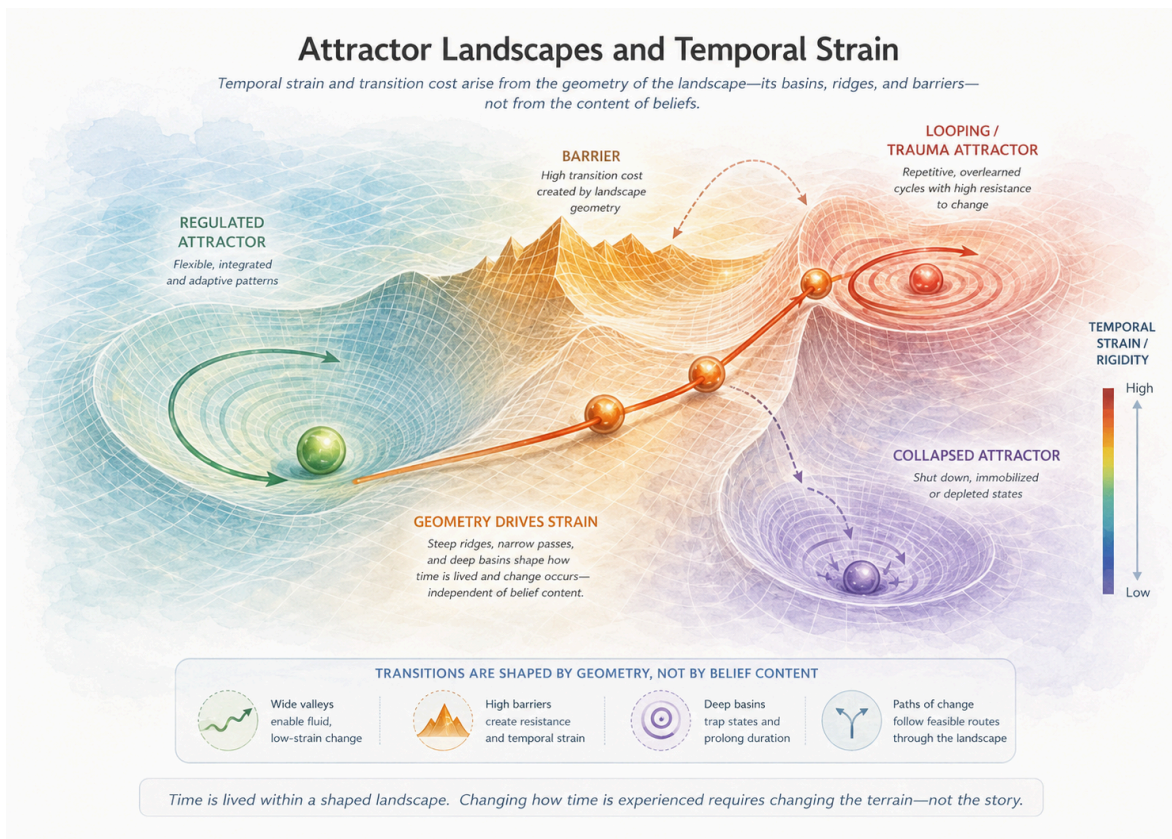 Attractor Landscapes and Temporal Strain
Temporal strain and transition cost arise from the geometry of the landscape—its basins, ridges, and barriers—
not from the content of beliefs.
LOOPING /
TRAUMA ATTRACTOR
Repetitive, overlearned
cycles with high resistance
to change
BARRIER
High transition cost
created by landscape
geometry
REGULATED
ATTRACTOR
Flexible, integrated
and adaptive patterns
TEMPORAL
STRAIN /
RIGIDITY
High
Low
COLLAPSED ATTRACTOR
Shut down, immobilized
or depleted states
GEOMETRY DRIVES STRAIN
Steep ridges, narrow passes,
and deep basins shape how
time is lived and change occurs—
independent of belief content.
TRANSITIONS ARE SHAPED BY GEOMETRY, NOT BY BELIEF CONTENT
Wide valleys
enable fluid,
low-strain change
High barriers
create resistance
and temporal strain
Deep basins
trap states and
prolong duration
Paths of change
follow feasible routes
through the landscape
Time is lived within a shaped landscape. Changing how time is experienced requires changing the terrain—not the story.